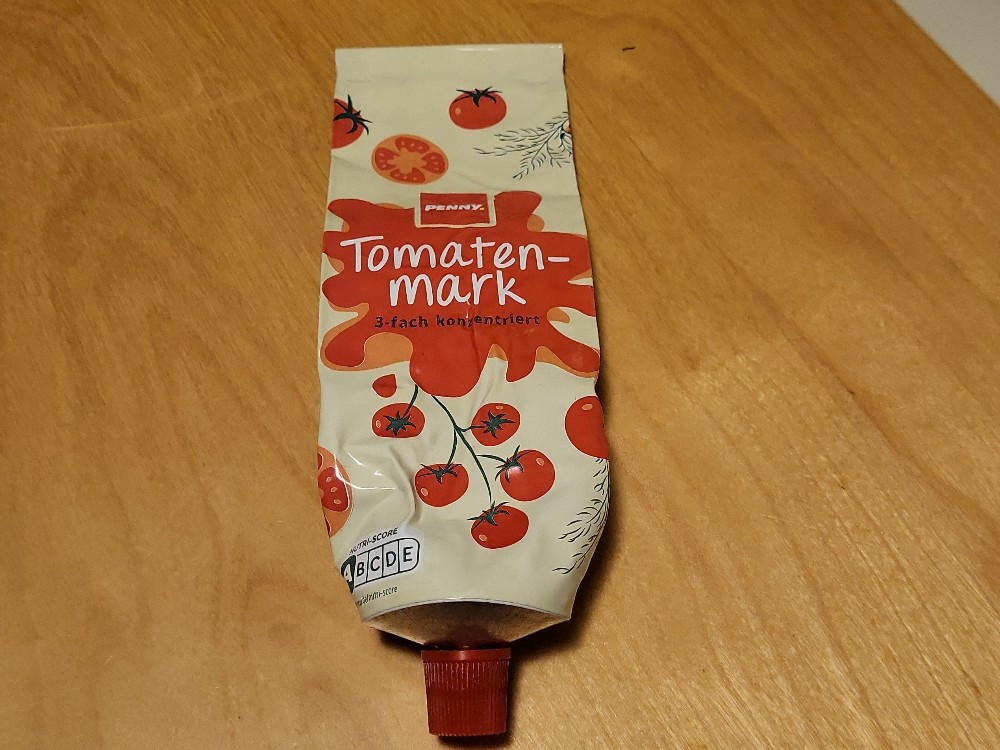 PENNY.
Tomaten-
mark
3-fach konzentriert
NUTRI-SCORE
ABCDE